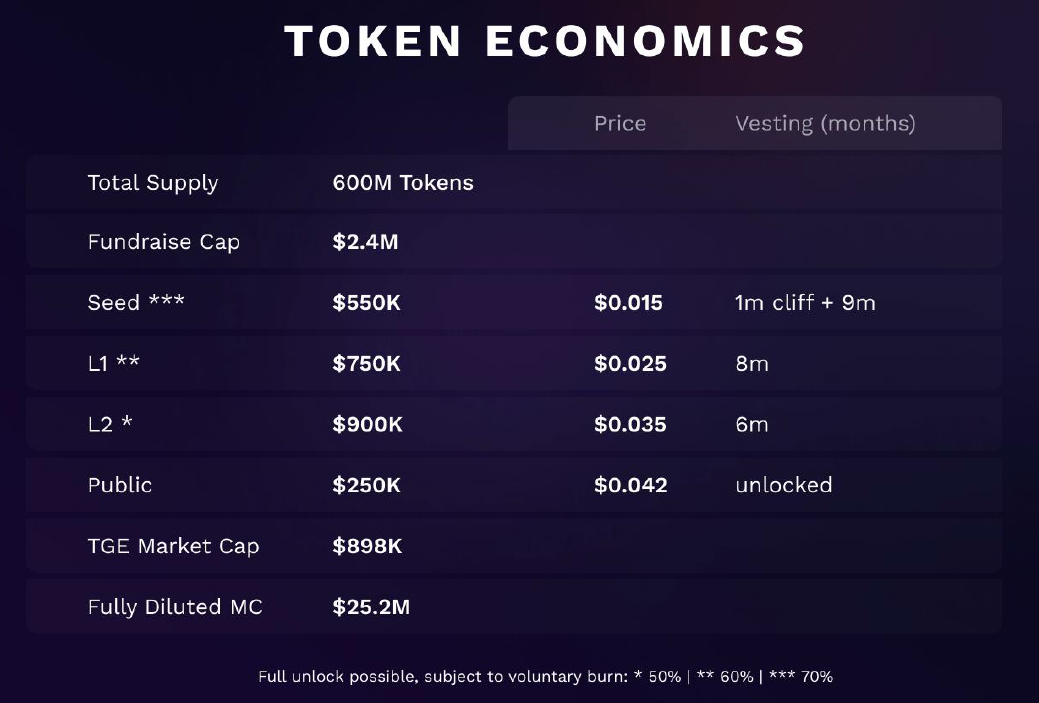 TOKEN ECONOMICS
Price Vesting (months)
Total Supply 600M Tokens
Fundraise Cap $2.4M
Seed *** $550K $0.015 1m cliff + 9m
L1 ** $750K $0.025 8m
L2 * $900K $0.035 6m
Public $250K $0.042 unlocked
TGE Market Cap $898K
Fully Diluted MC $25.2M
Full unlock possible, subject to voluntary burn: * 50% | ** 60% | *** 70%